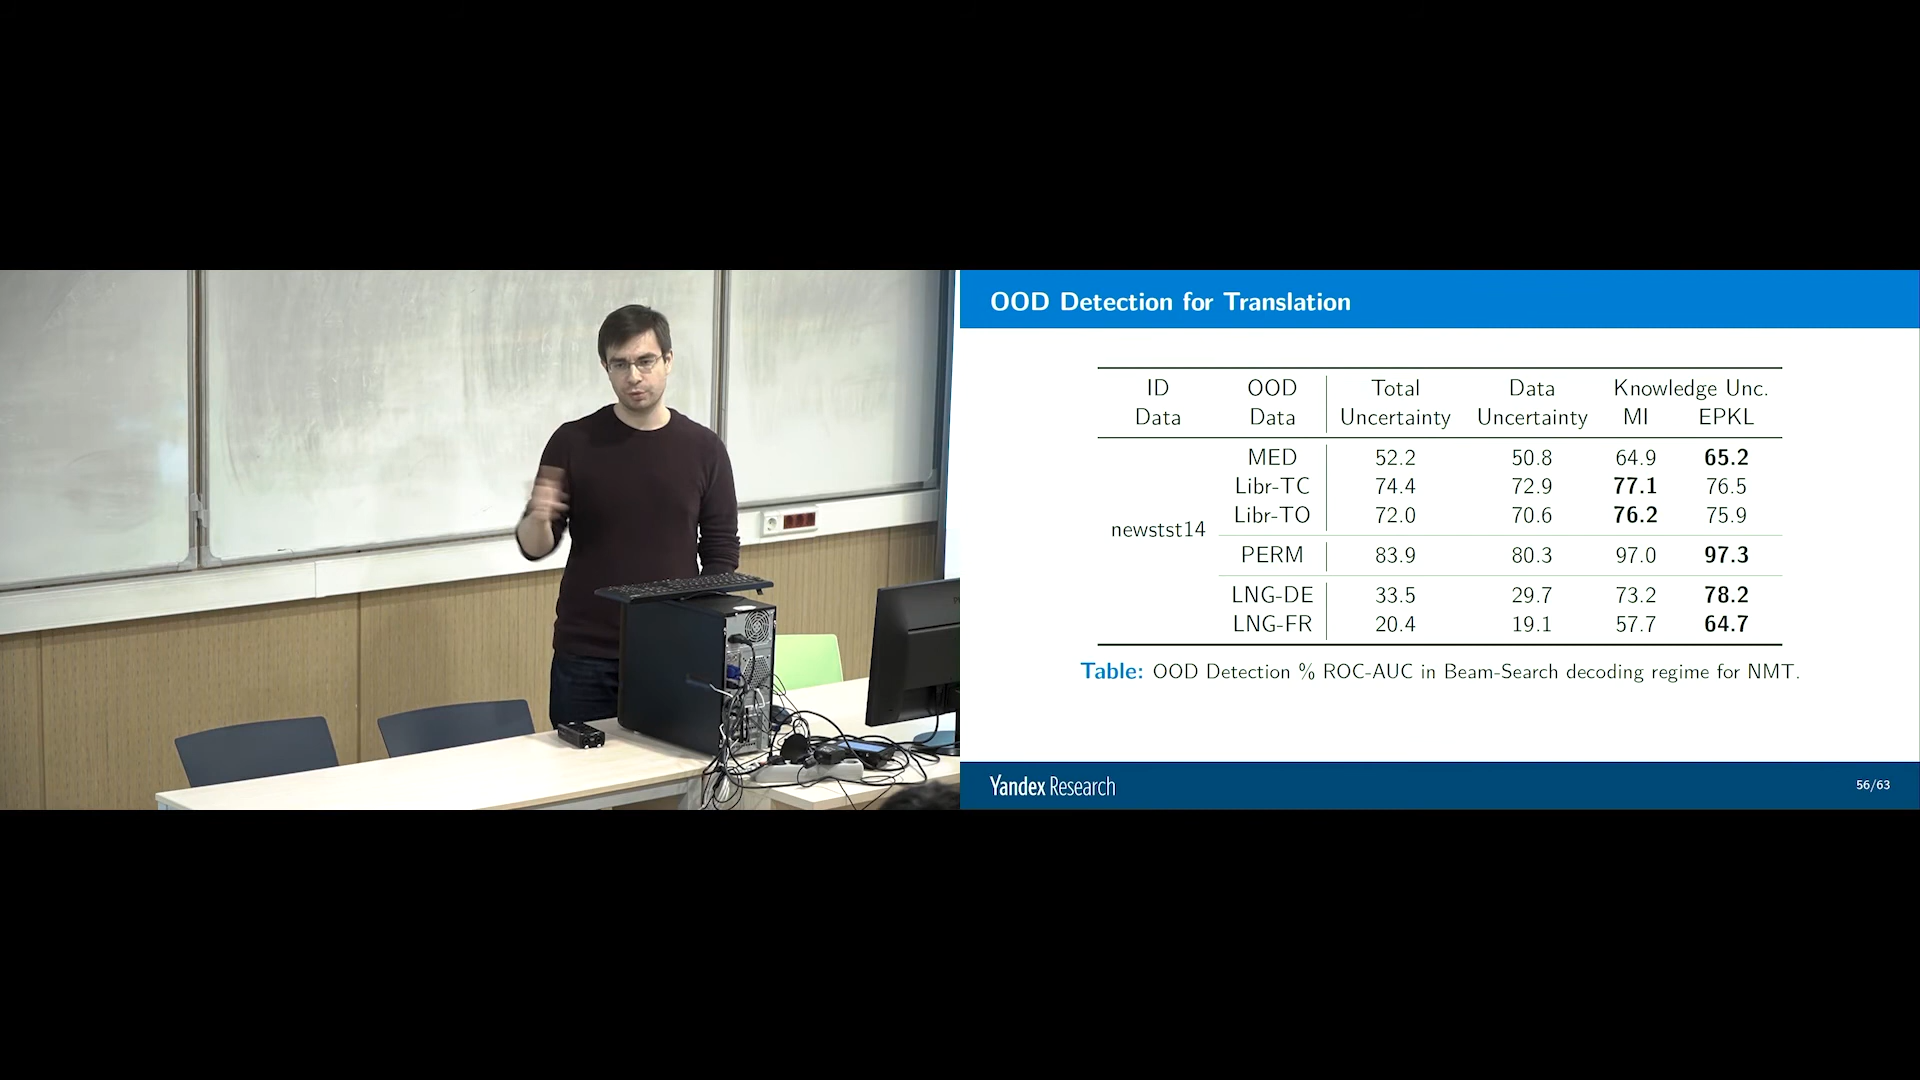 OOD Detection for Translation
ID OOD Total Data Knowledge Unc.
Data Data Uncertainty Uncertainty MI EPKL
MED 52.2 50.8 64.9 65.2
Libr-TC 74.4 72.9 77.1 76.5
Libr-TO 72.0 70.6 76.2 75.9
newstst14
PERM 83.9 80.3 97.0 97.3
LNG-DE 33.5 29.7 73.2 78.2
LNG-FR 20.4 19.1 57.7 64.7
Table: OOD Detection % ROC-AUC in Beam-Search decoding regime for NMT.
Yandex Research
56/63